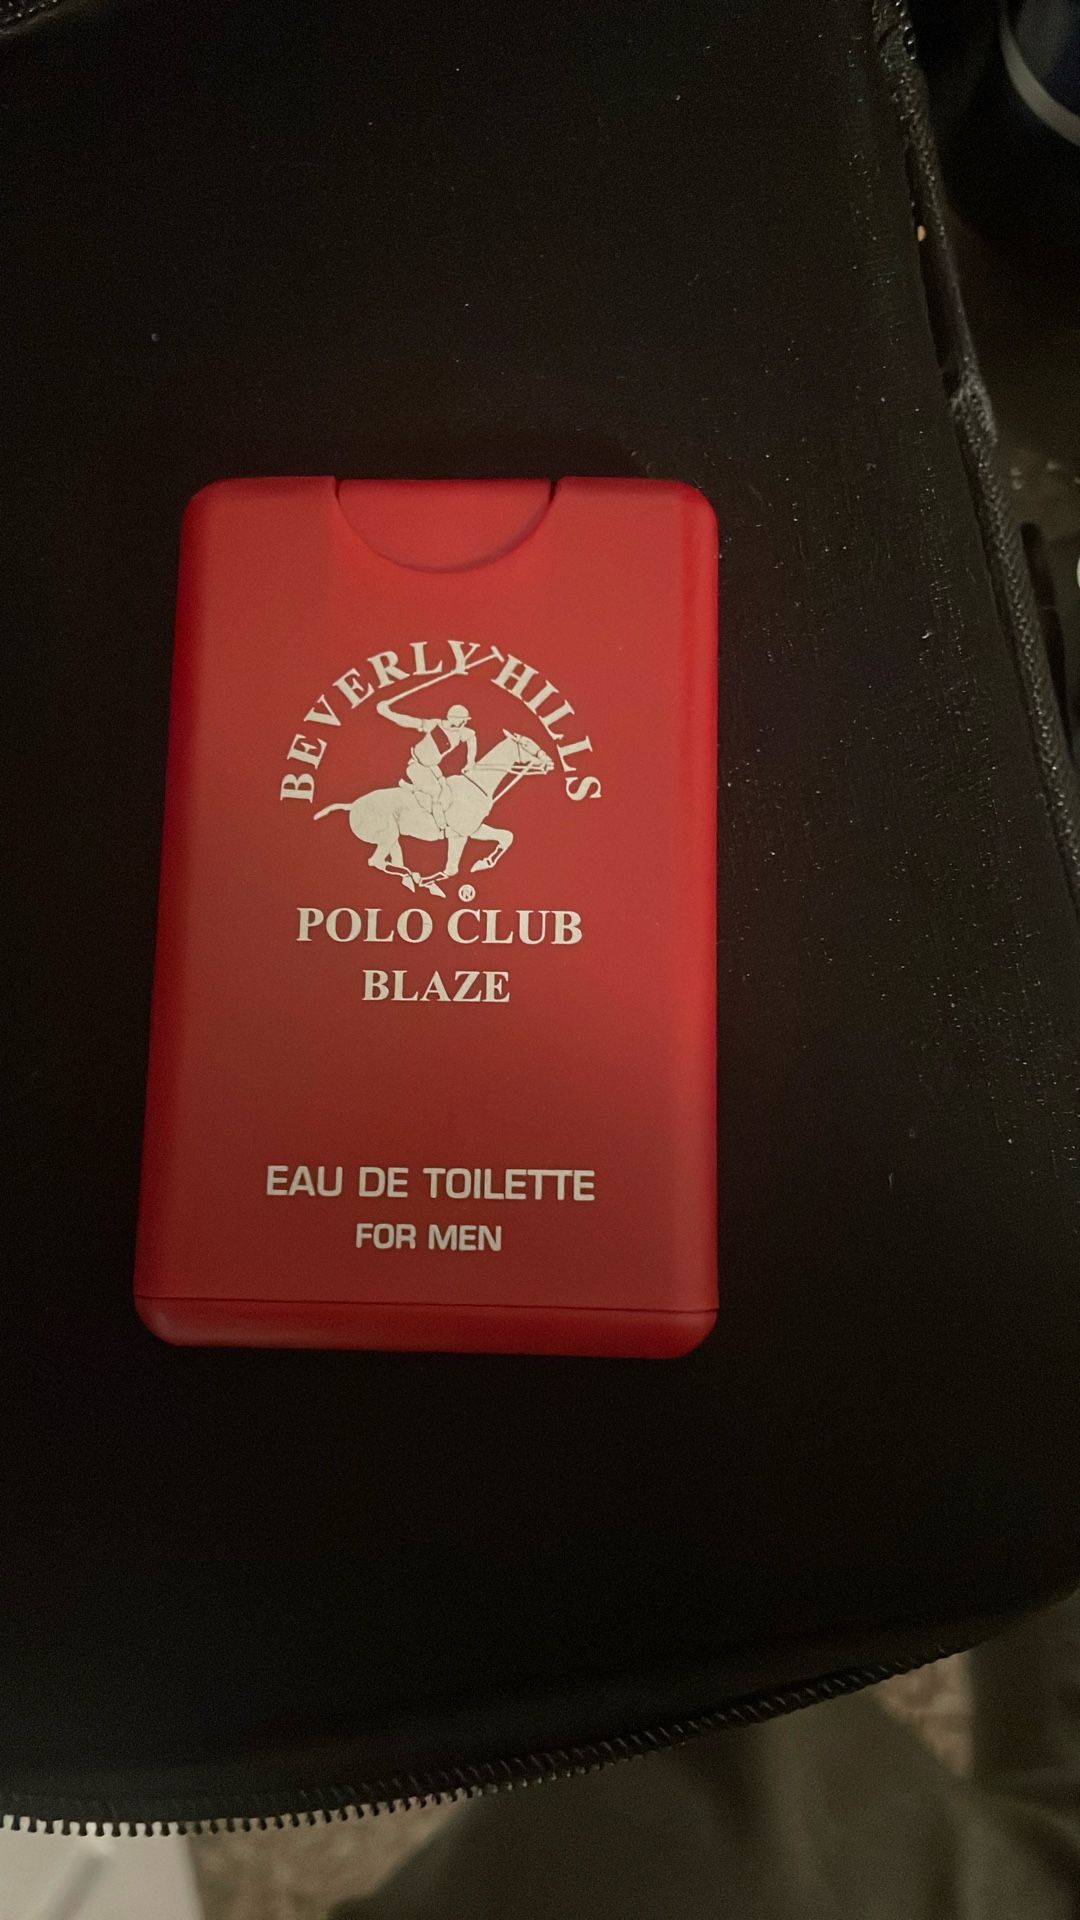 BEVERLY HILLS
®
POLO CLUB
BLAZE
EAU DE TOILETTE
FOR MEN